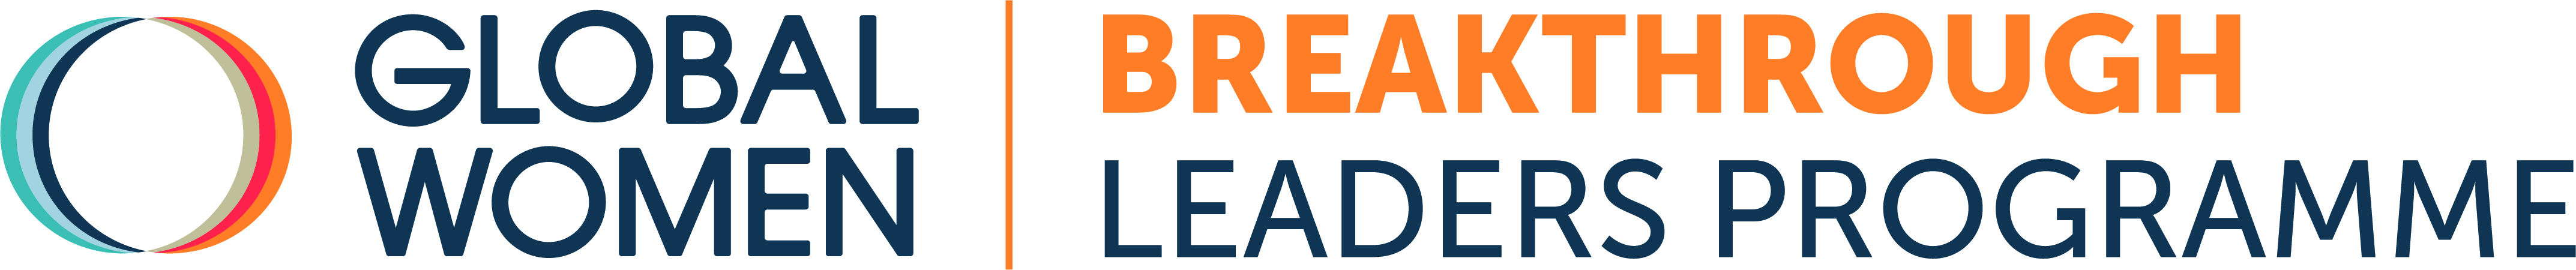 GLOBAL
WOMEN
BREAKTHROUGH
LEADERS PROGRAMME